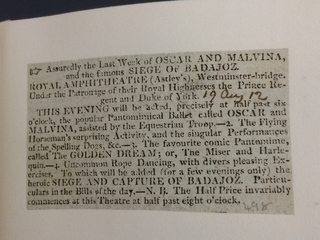 ☞ Assuredly the Last Week of OSCAR AND MALVINA,
and the famous SIEGE OF BADAJOZ.
ROYAL AMPHITHEATRE (Astley's), Westminster-bridge.
Under the Patronage of their Royal Highnesses the Prince Re-
gent and Duke of York. 19 Aug 12
THIS EVENING will be acted, precisely at half past six
o'clock, the popular Pantomimical Ballet called OSCAR and
MALVINA, assisted by the Equestrian Troop.—2. The Flying
Horseman's surprising Activity, and the singular Performances
of the Spelling Dogs, &c.—3. The favourite comic Pantomime,
called The GOLDEN DREAM; or, The Miser and Harle-
quin.—4. Uncommon Rope Dancing, with divers pleasing Ex-
ercises. To which will be added (for a few evenings only) the
heroic SIEGE AND CAPTURE OF BADAJOZ. Particu-
culars in the Bills of the day.—N. B. The Half Price invariably
commences at this Theatre at half past eight o'clock.